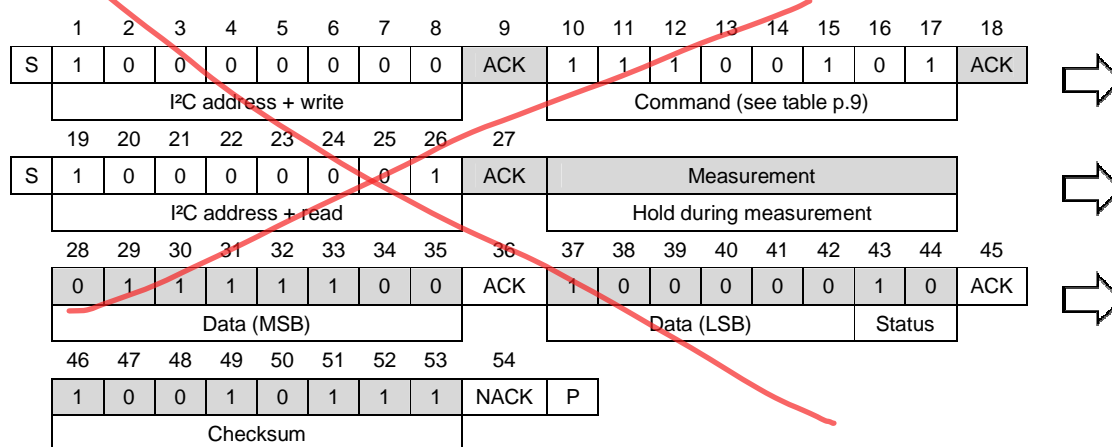 1 2 3 4 5 6 7 8 9 10 11 12 13 14 15 16 17 18
S 1 0 0 0 0 0 0 0 ACK 1 1 1 0 0 1 0 1 ACK
I²C address + write Command (see table p.9)
19 20 21 22 23 24 25 26 27
S 1 0 0 0 0 0 0 1 ACK Measurement
I²C address + read Hold during measurement
28 29 30 31 32 33 34 35 36 37 38 39 40 41 42 43 44 45
0 1 1 1 1 1 0 0 ACK 1 0 0 0 0 0 1 0 ACK
Data (MSB) Data (LSB) Status
46 47 48 49 50 51 52 53 54
1 0 0 1 0 1 1 1 NACK P
Checksum